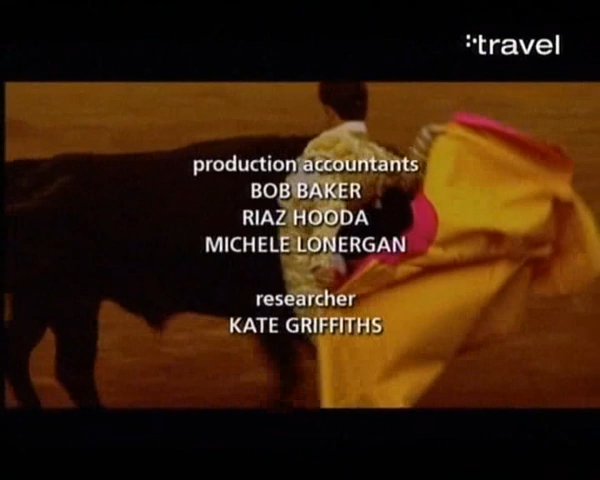 :travel
production accountants
BOB BAKER
RIAZ HOODA
MICHELE LONERGAN
researcher
KATE GRIFFITHS